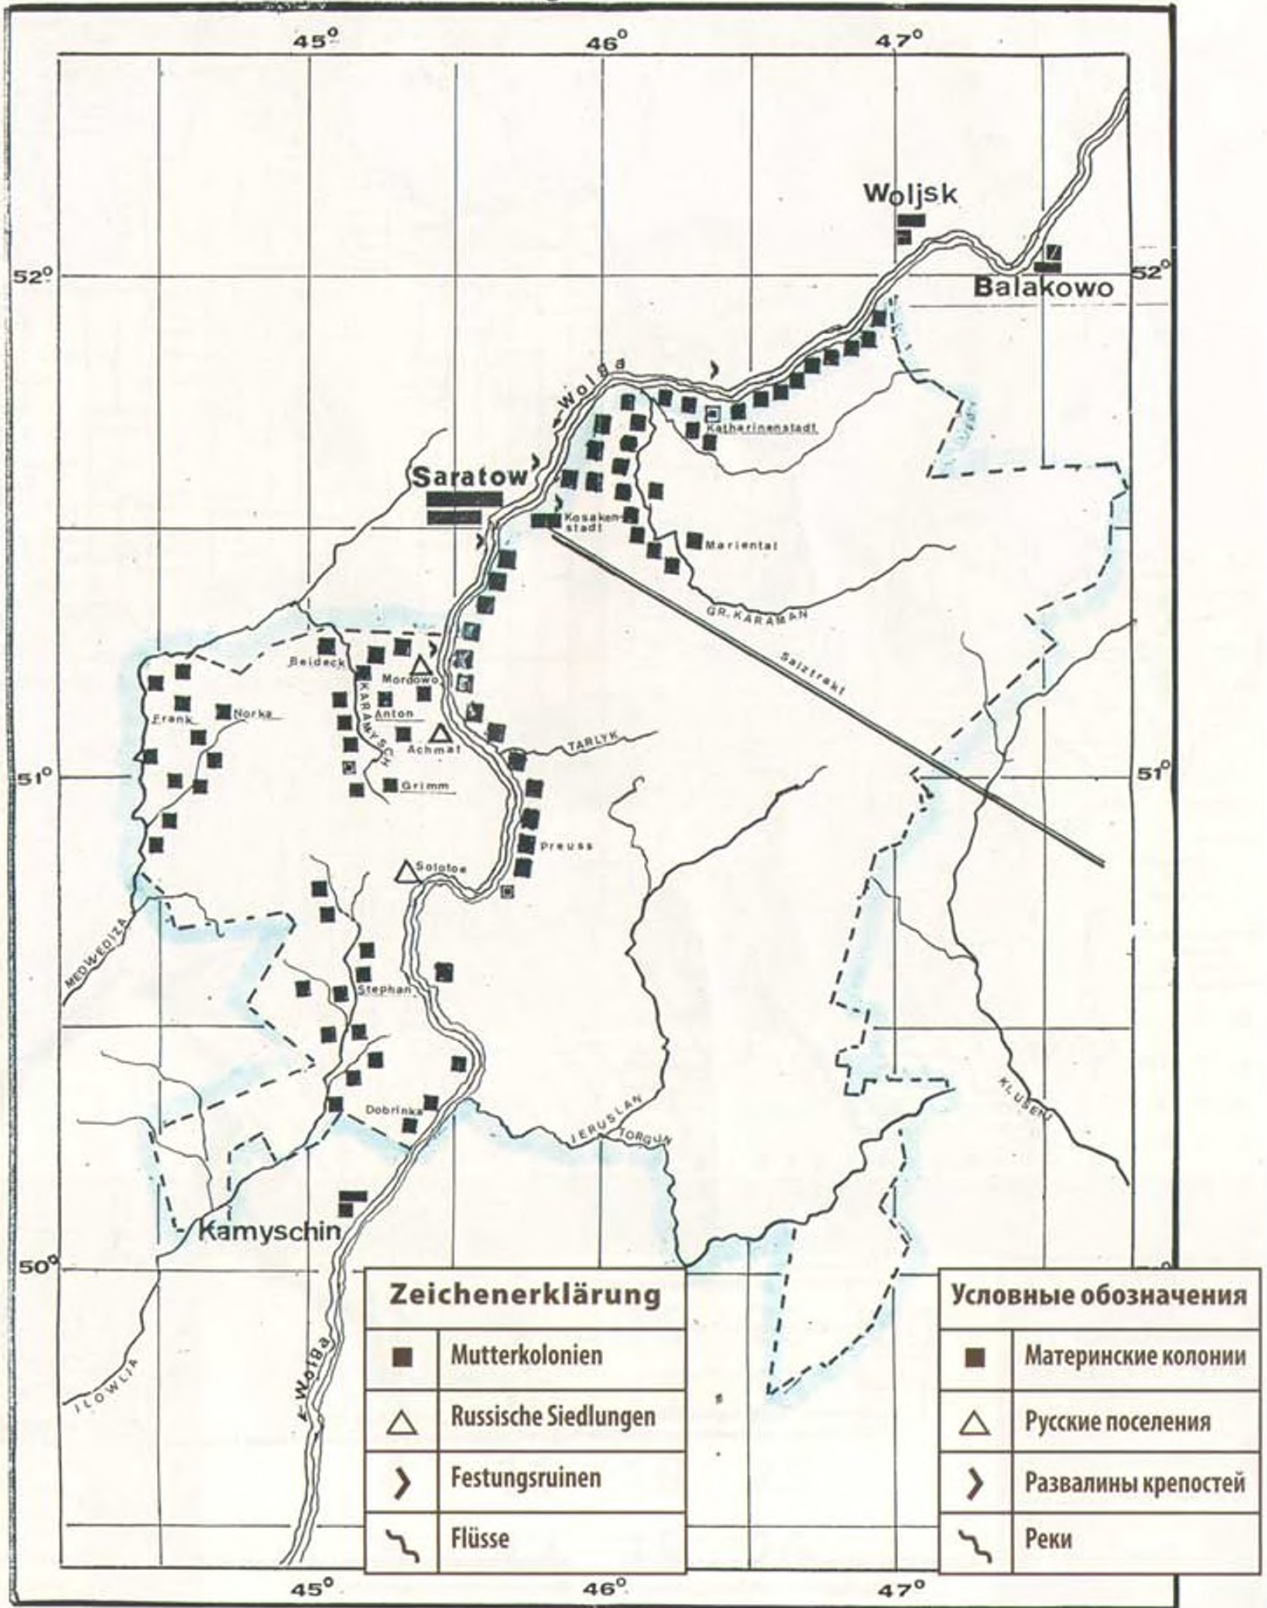 45° 46° 47°
Woljsk
52° 52°
Balakowo
Wolga
Katharinenstadt
Saratow
Kosaken-
stadt
Mariental
GR. KARAMAN
Salztrakt
Beideck
Mordowo
KARAMYSCH
Frank
Norka
Anton
Achmat
TARLYK
51° 51°
Grimm
Preuss
Solotoe
MEDWEDIZA
Stephan
KLUSENJ
Dobrinka
JERUSLAN
TORGUN
Kamyschin
50°
Wolga
ILOWLJA
Zeichenerklärung
Mutterkolonien
Russische Siedlungen
Festungsruinen
Flüsse
Условные обозначения
Материнские колонии
Русские поселения
Развалины крепостей
Реки
45° 46° 47°